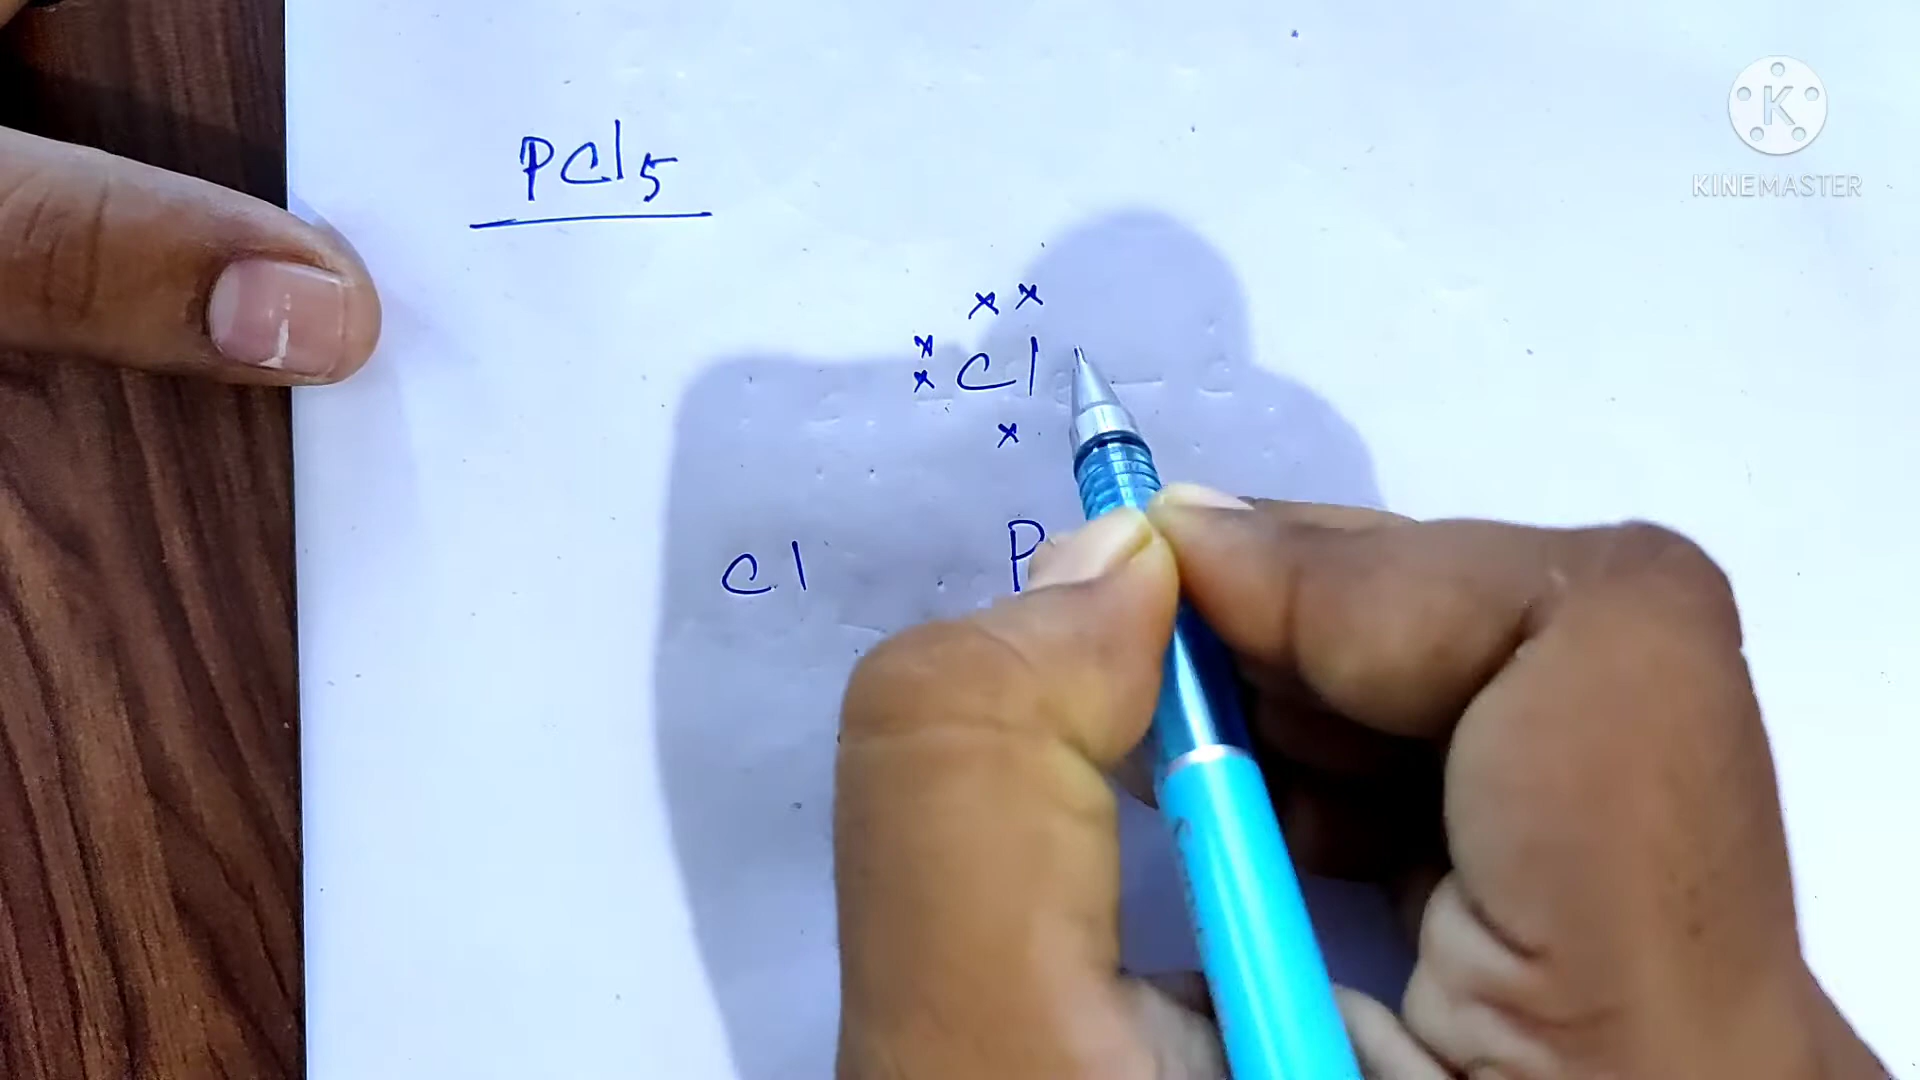 PCl5
K
KINEMASTER
x x
x
x Cl
x
Cl P